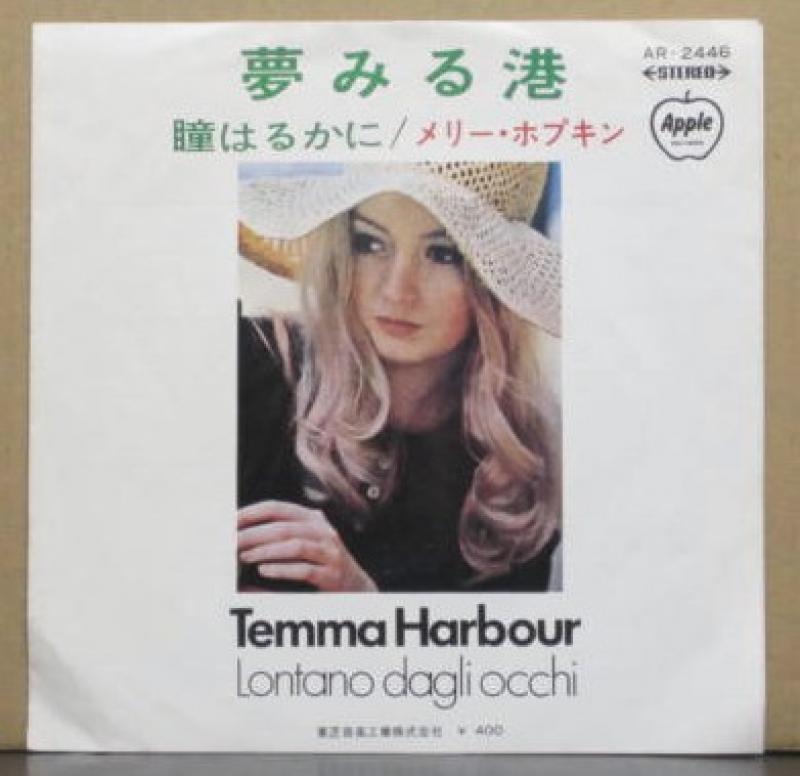 AR-2446
夢みる港
STEREO
瞳はるかに/メリー・ホプキン
Apple
Temma Harbour
Lontano dagli occhi
東芝音楽工業株式会社 ¥ 400